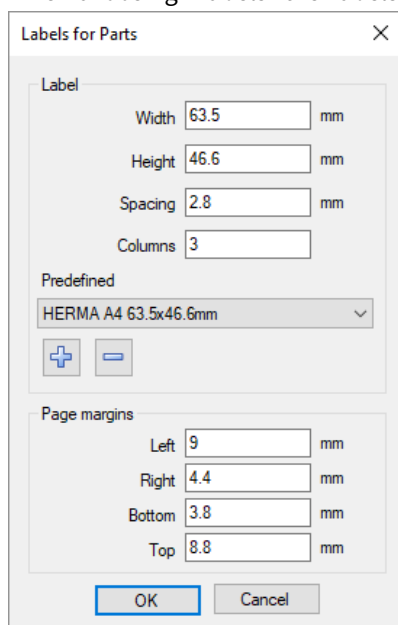 Labels for Parts
Label
Width 63.5 mm
Height 46.6 mm
Spacing 2.8 mm
Columns 3
Predefined
HERMA A4 63.5x46.6mm
Page margins
Left 9 mm
Right 4.4 mm
Bottom 3.8 mm
Top 8.8 mm
OK Cancel